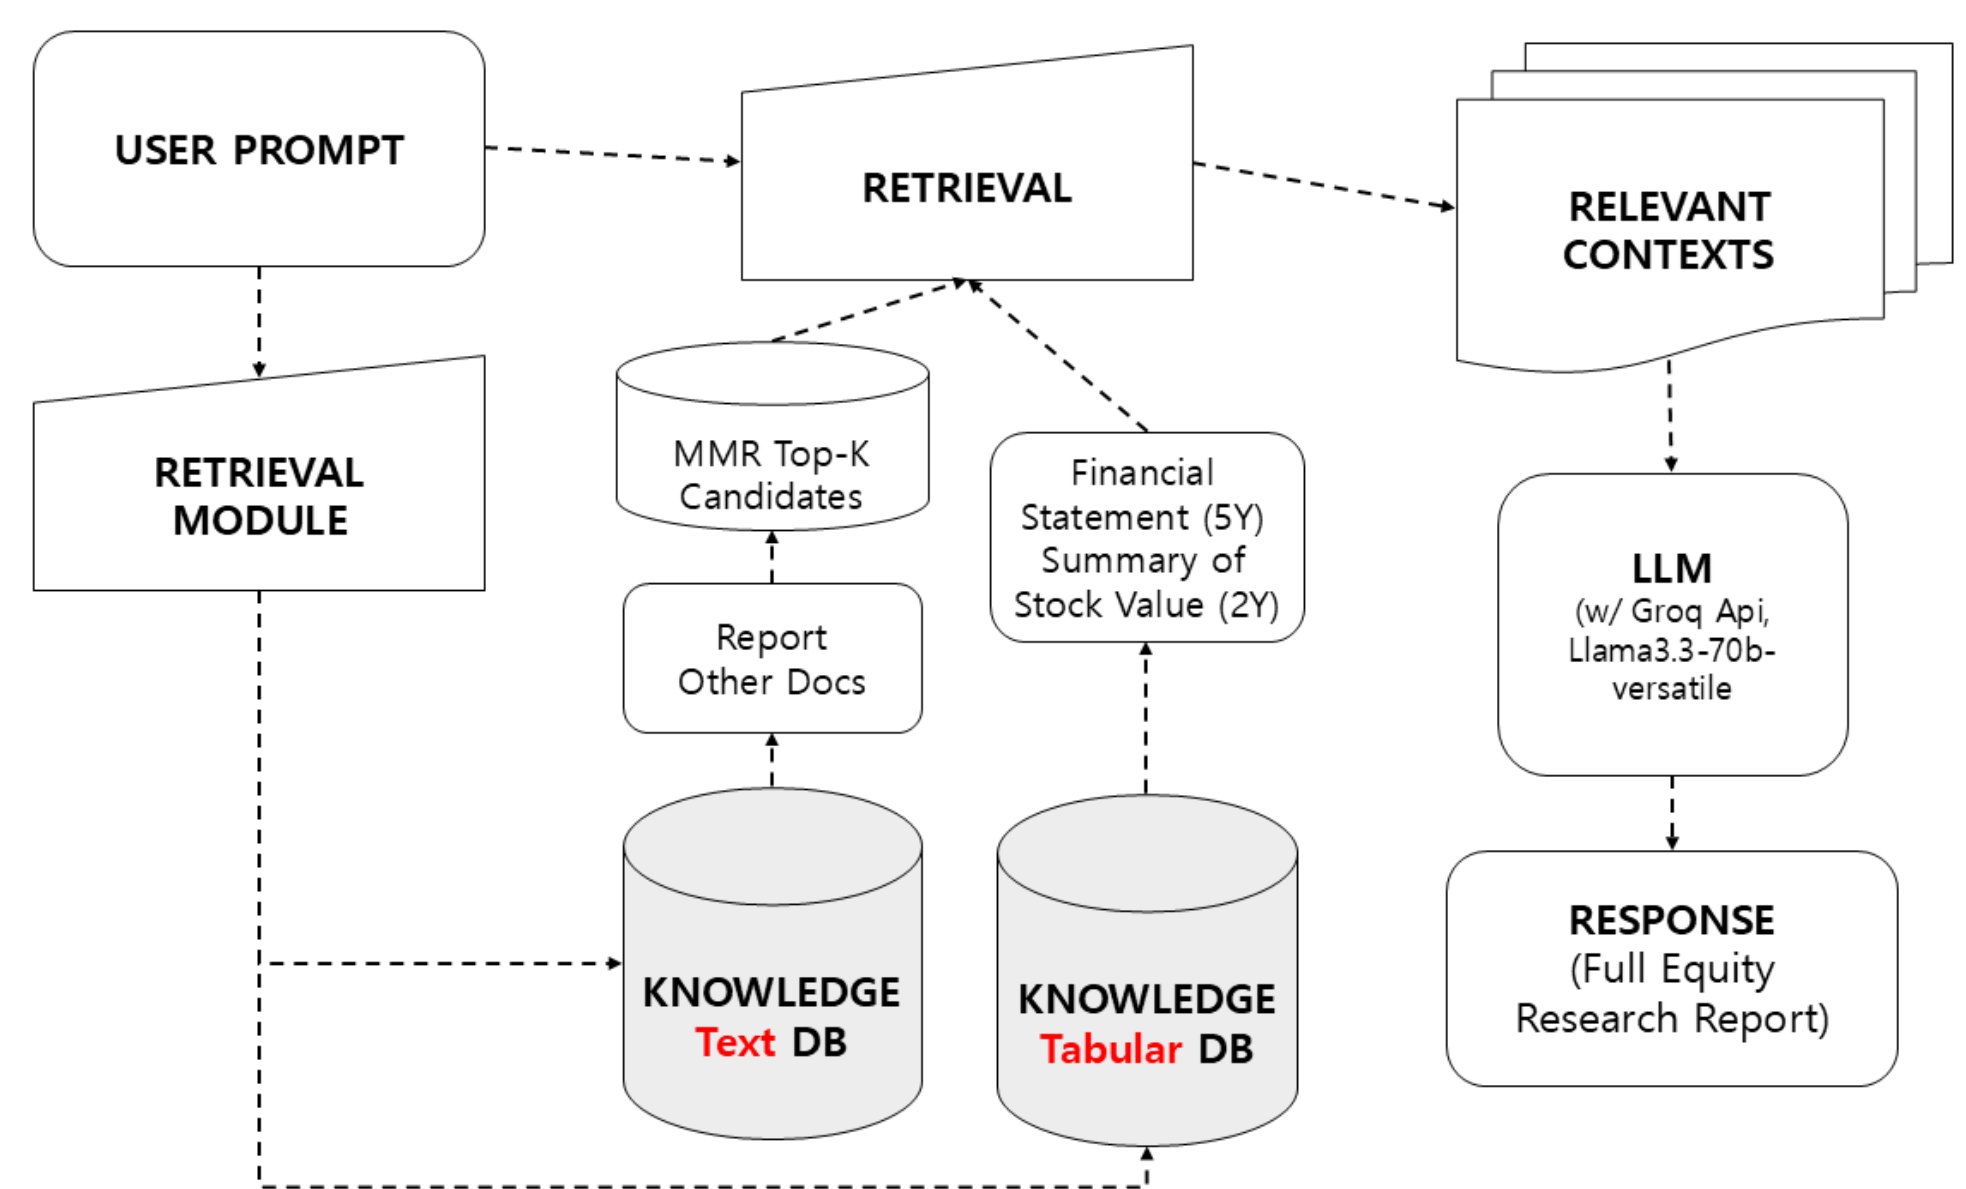 USER PROMPT
RETRIEVAL
RELEVANT
CONTEXTS
RETRIEVAL
MODULE
MMR Top-K
Candidates
Financial
Statement (5Y)
Summary of
Stock Value (2Y)
Report
Other Docs
LLM
(w/ Groq Api,
Llama3.3-70b-
versatile
KNOWLEDGE
Text DB
KNOWLEDGE
Tabular DB
RESPONSE
(Full Equity
Research Report)